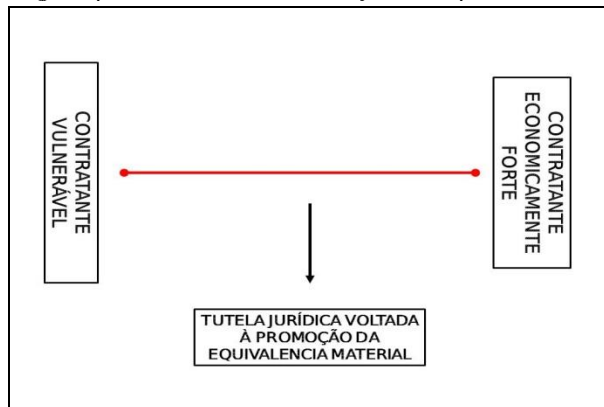 CONTRATANTE
VULNERÁVEL
CONTRATANTE
ECONOMICAMENTE
FORTE
TUTELA JURÍDICA VOLTADA
À PROMOÇÃO DA
EQUIVALENCIA MATERIAL